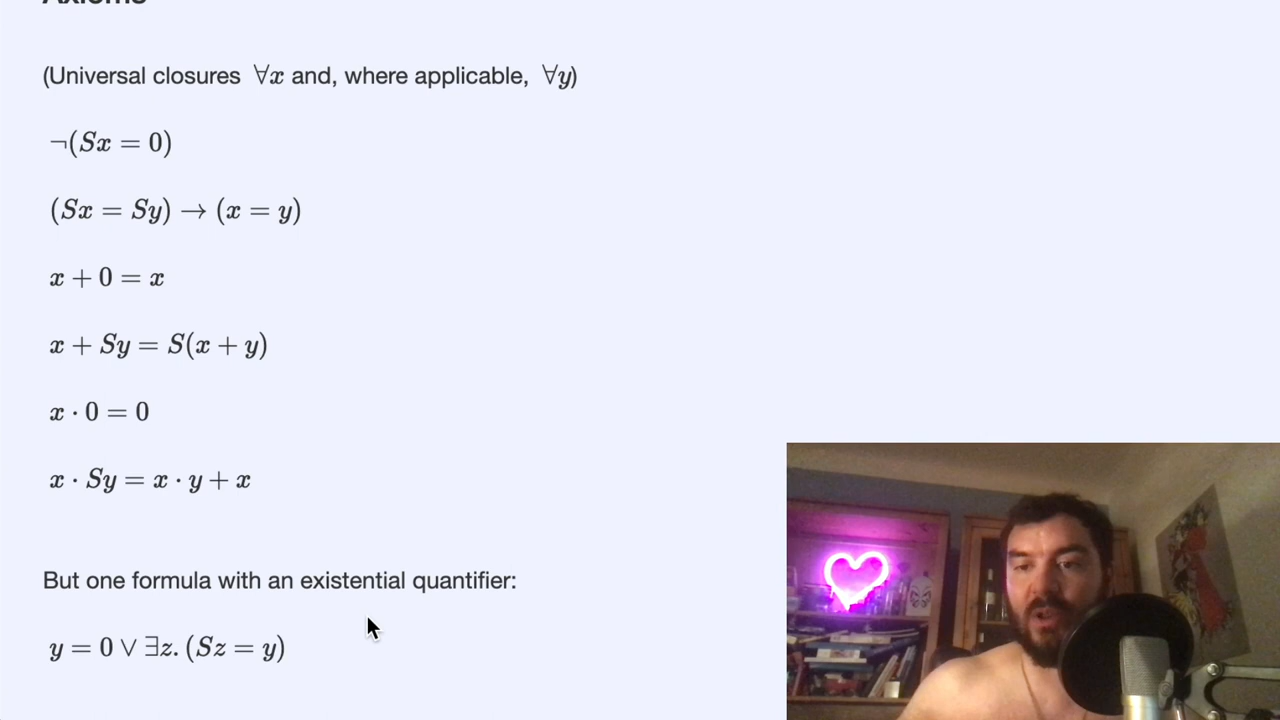 Axioms
(Universal closures ∀x and, where applicable, ∀y)
¬(Sx = 0)
(Sx = Sy) → (x = y)
x + 0 = x
x + Sy = S(x + y)
x · 0 = 0
x · Sy = x · y + x
But one formula with an existential quantifier:
y = 0 ∨ ∃z. (Sz = y)